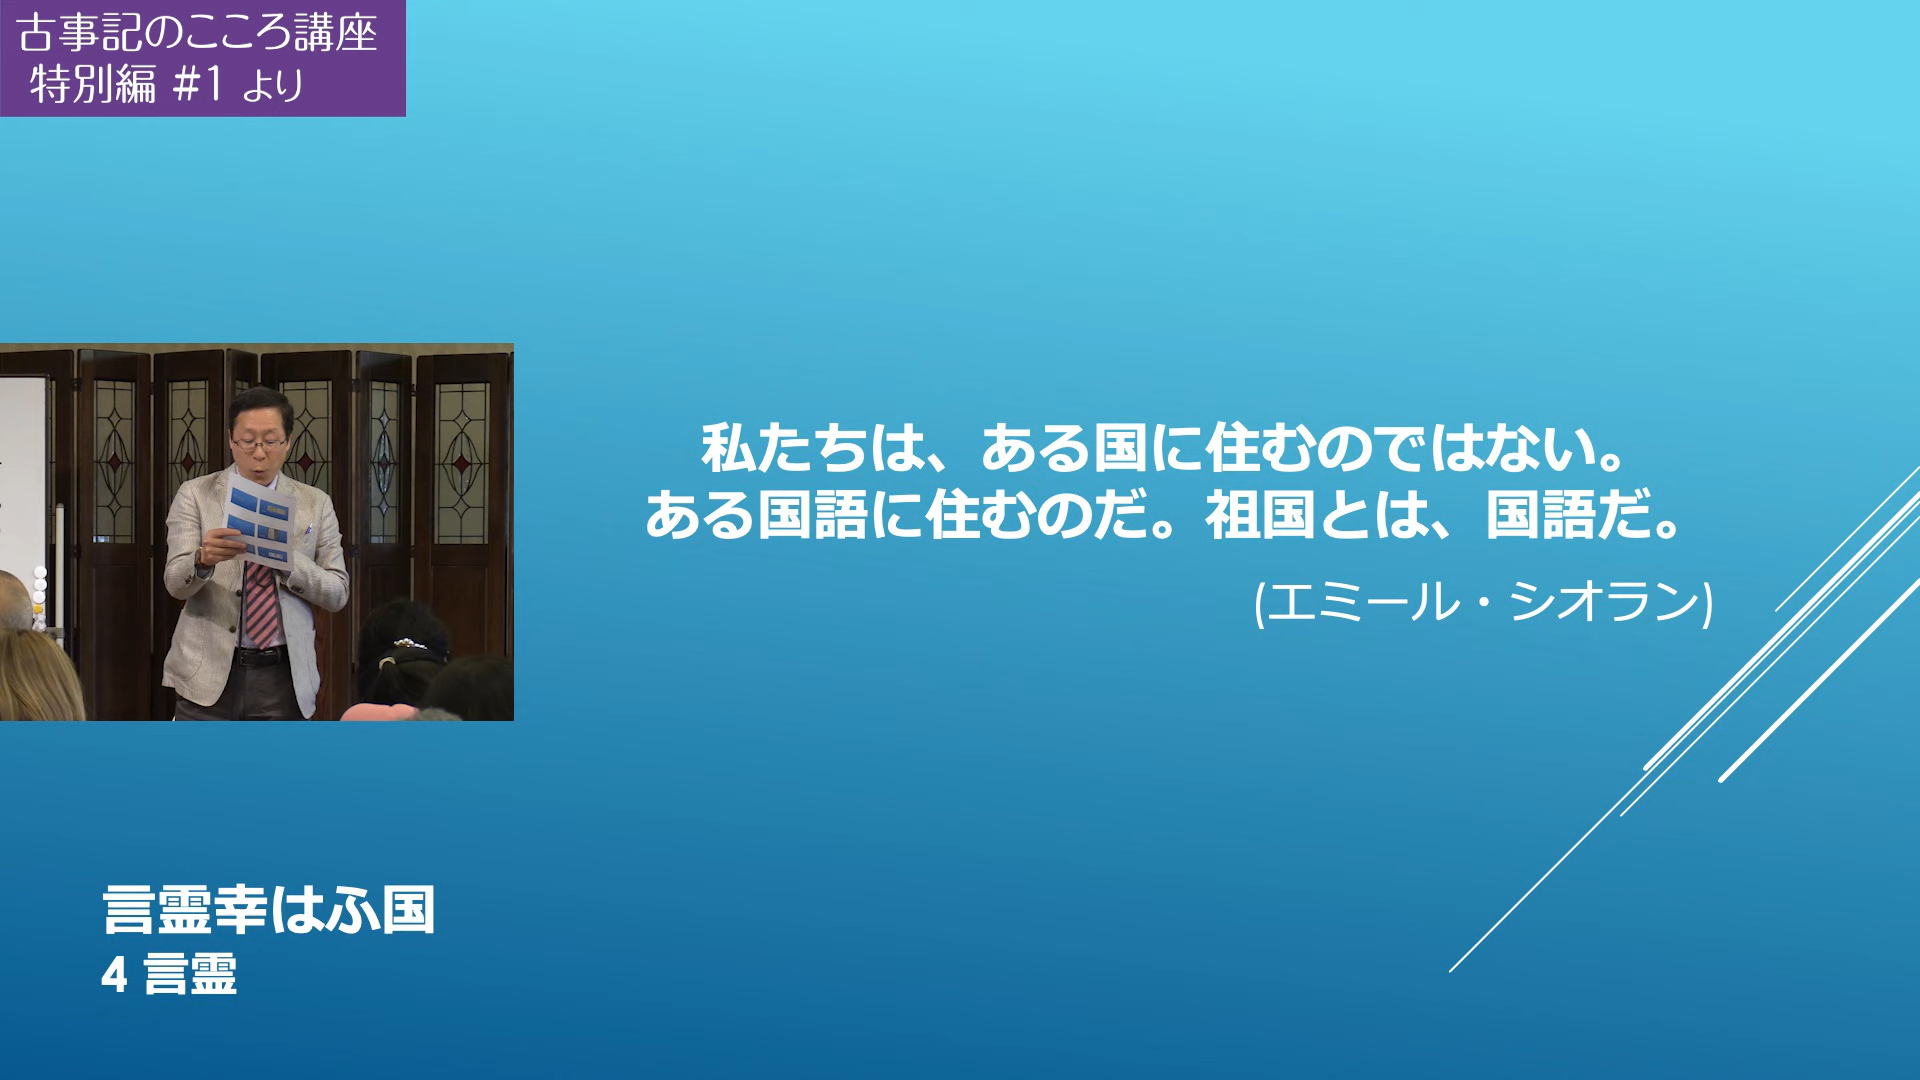 古事記のこころ講座
特別編 #1 より
私たちは、ある国に住むのではない。
ある国語に住むのだ。祖国とは、国語だ。
(エミール・シオラン)
言霊幸はふ国
4 言霊